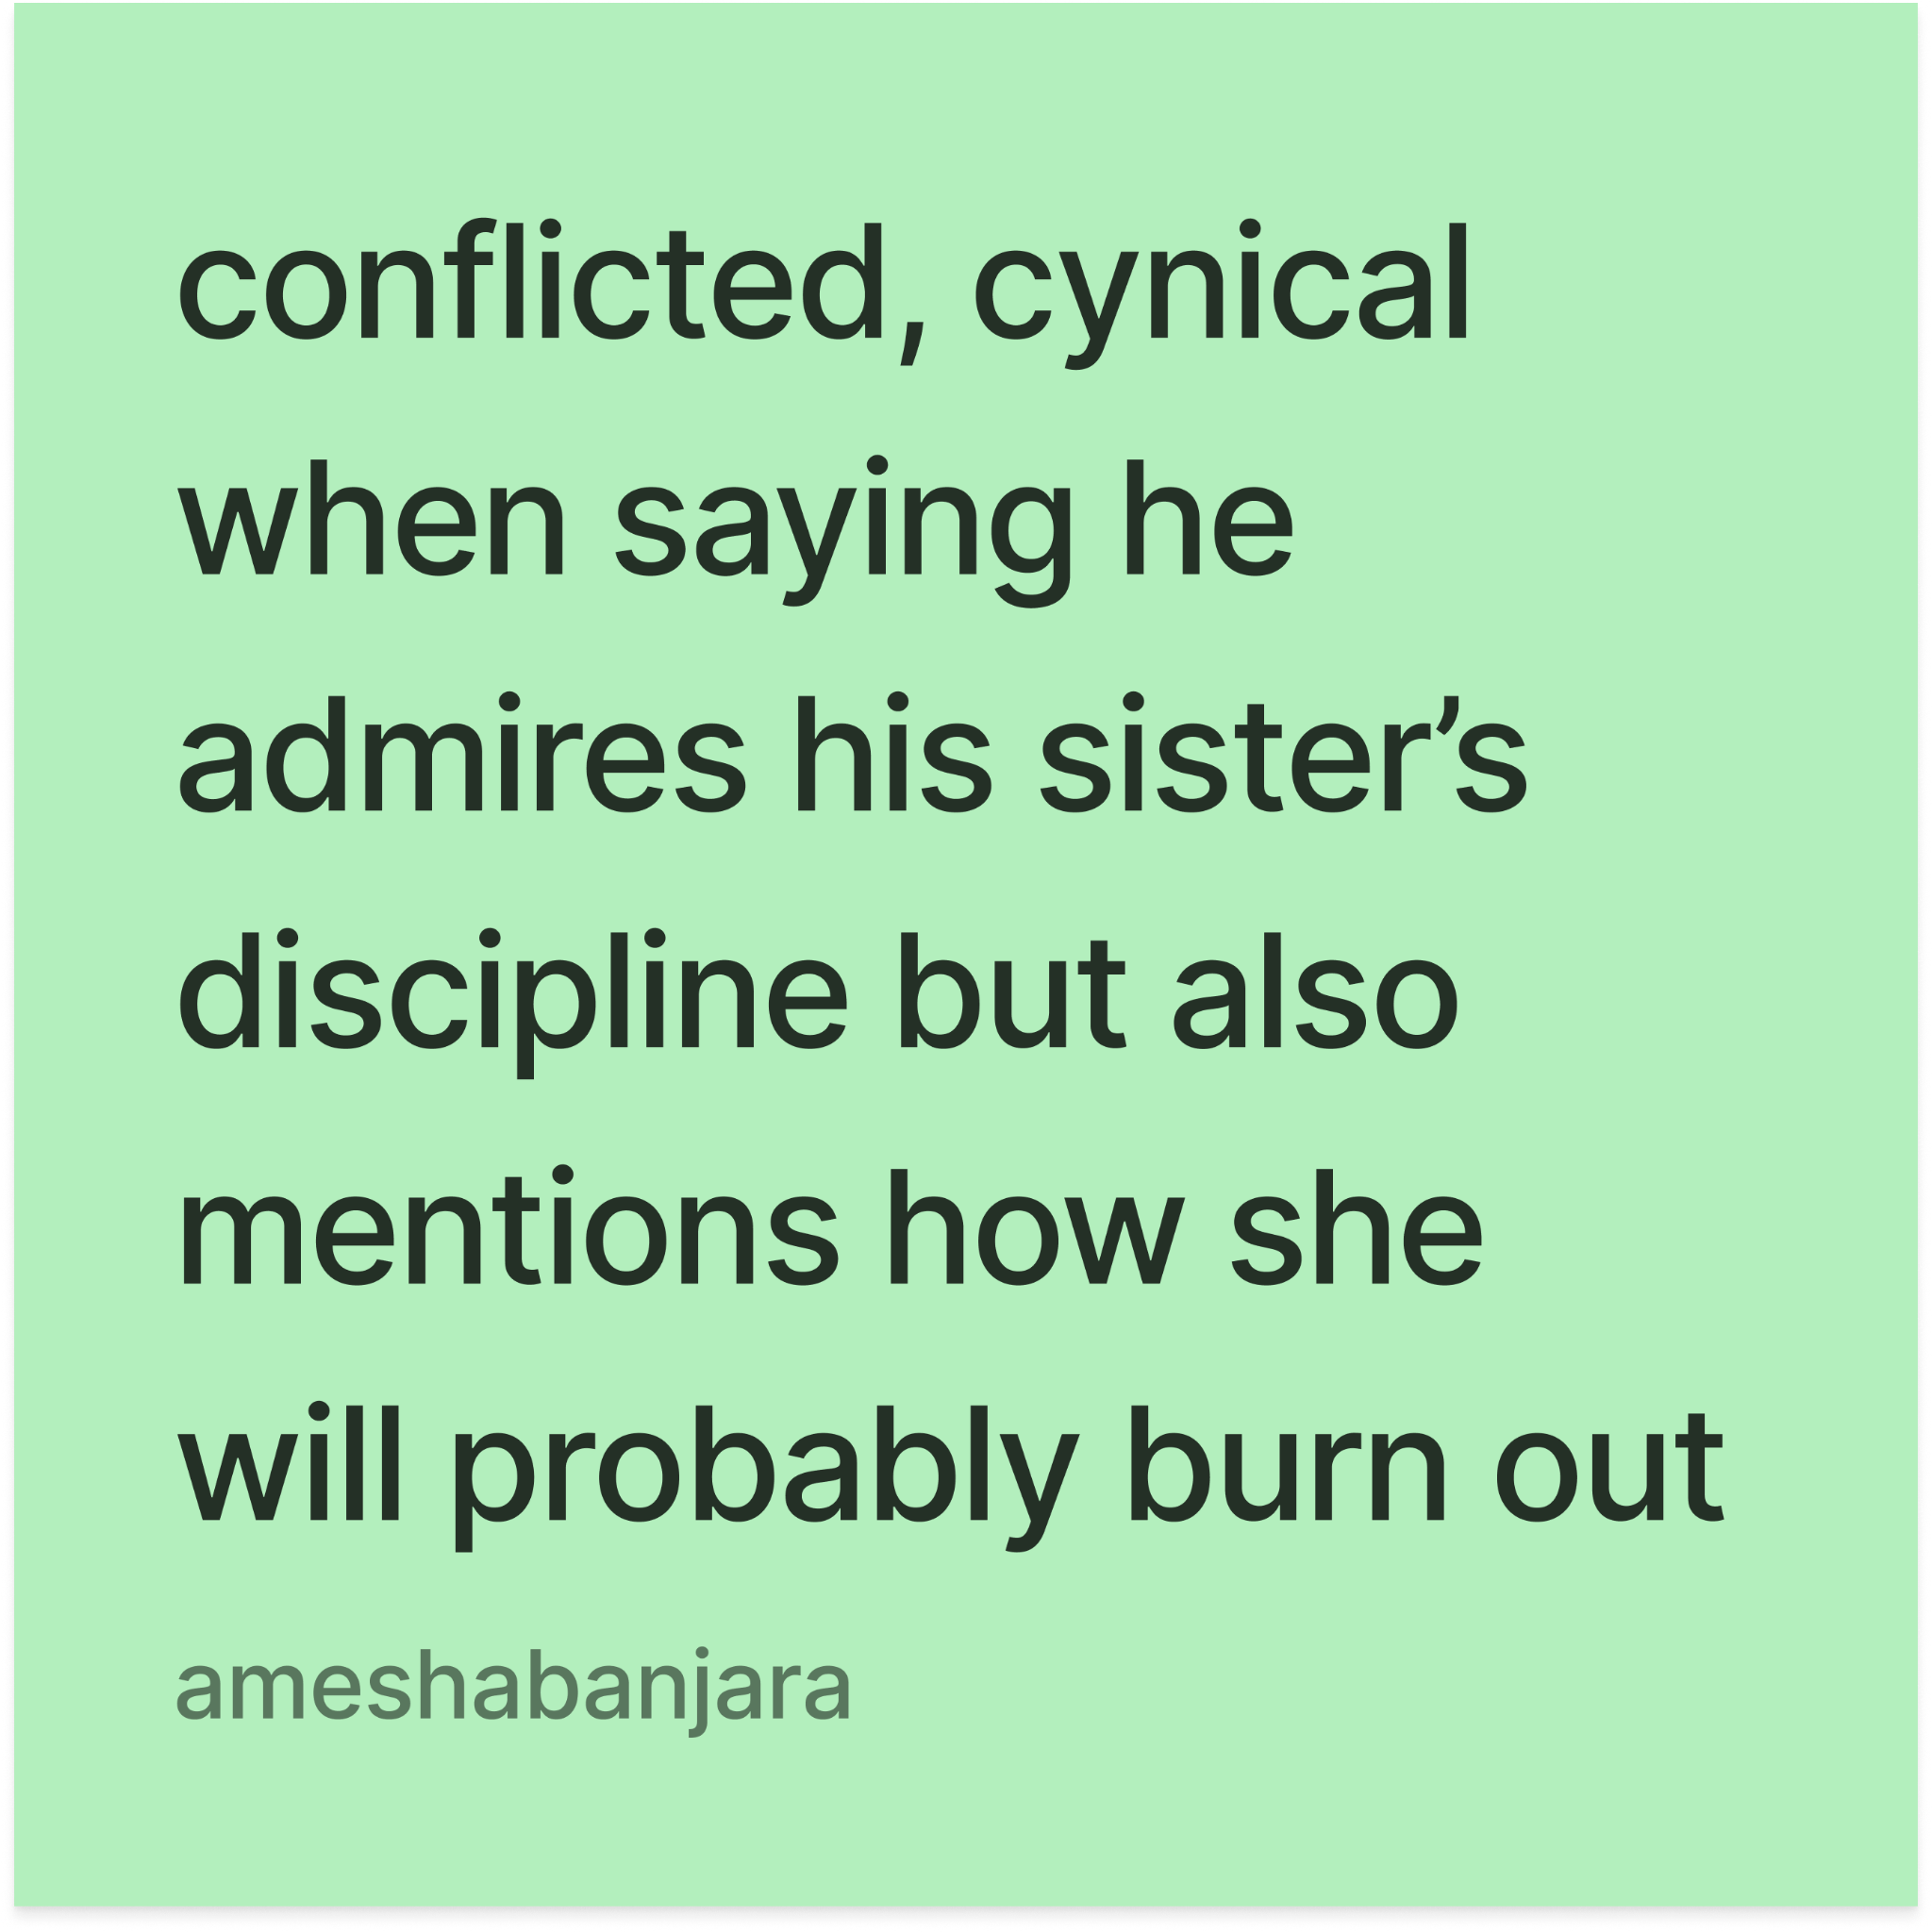 conflicted, cynical
when saying he
admires his sister’s
discipline but also
mentions how she
will probably burn out
ameshabanjara